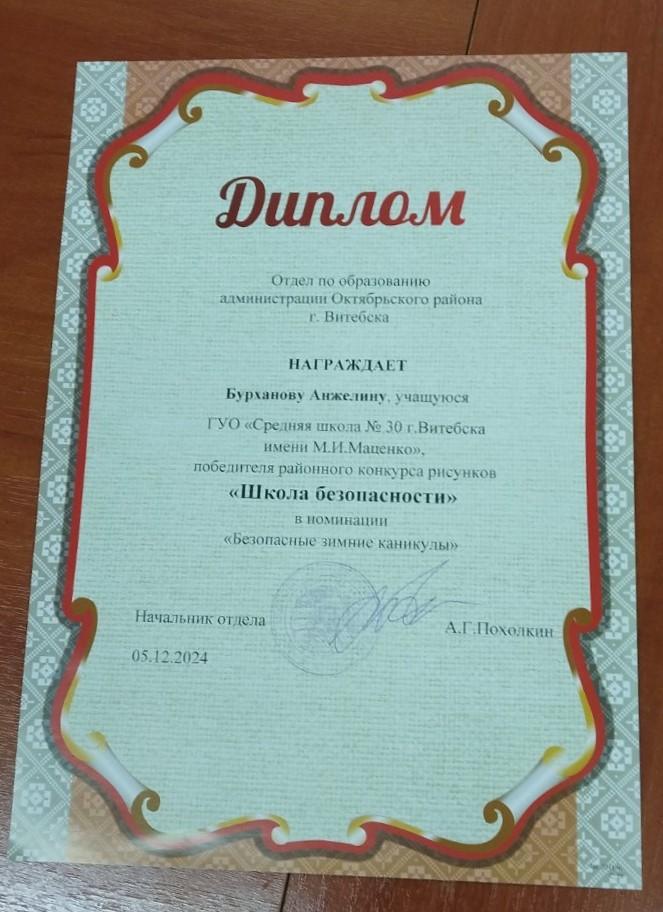 Диплом
Отдел по образованию
администрации Октябрьского района
г. Витебска
НАГРАЖДАЕТ
Бурханову Анжелину, учащуюся
ГУО «Средняя школа № 30 г.Витебска
имени М.И.Маценко»,
победителя районного конкурса рисунков
«Школа безопасности»
в номинации
«Безопасные зимние каникулы»
Начальник отдела
А.Г.Похолкин
05.12.2024